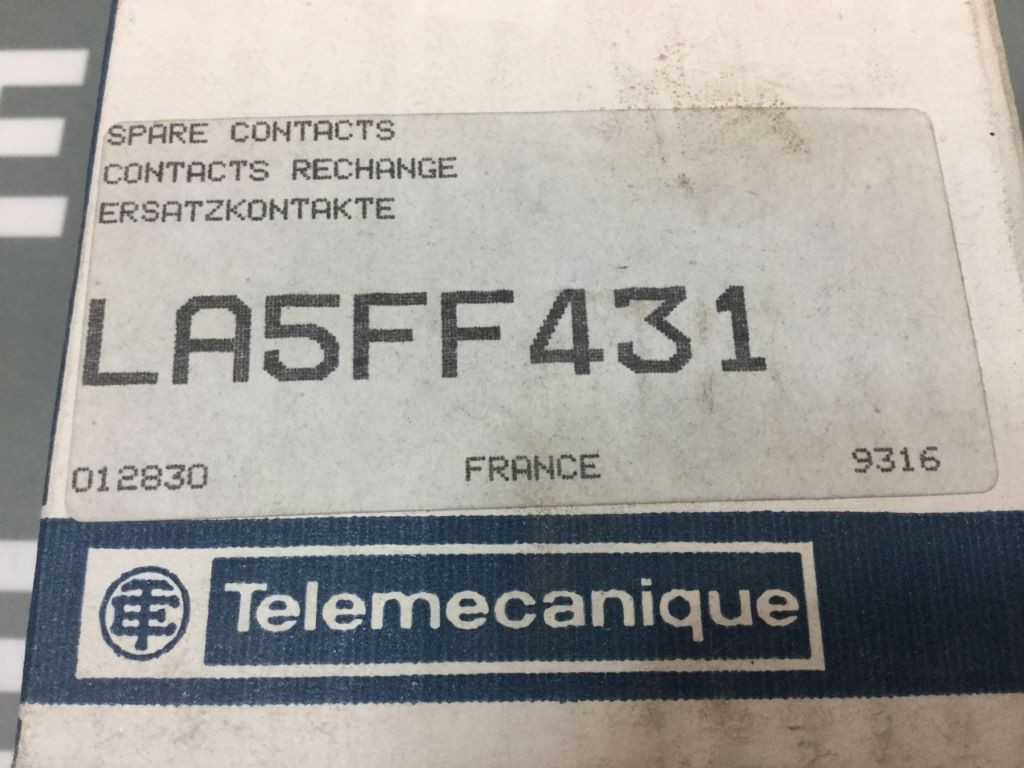 SPARE CONTACTS
CONTACTS RECHANGE
ERSATZKONTAKTE
LA5FF431
012830 FRANCE 9316
Telemecanique